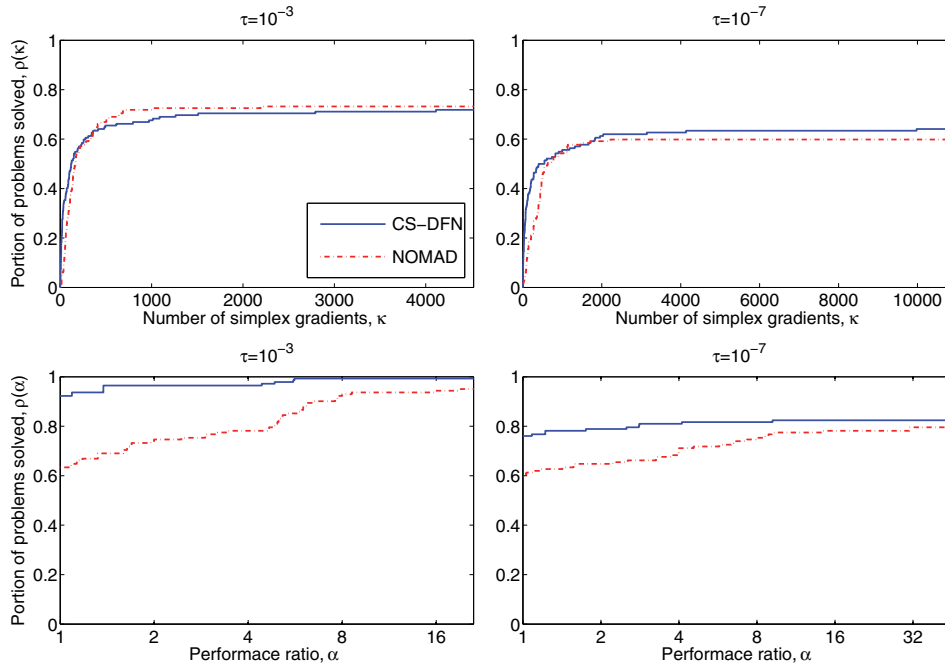 τ=10⁻³
Portion of problems solved, ρ(κ)
1
0.8
0.6
0.4
0.2
0
0 1000 2000 3000 4000
Number of simplex gradients, κ
CS−DFN
NOMAD
τ=10⁻⁷
1
0.8
0.6
0.4
0.2
0
0 2000 4000 6000 8000 10000
Number of simplex gradients, κ
τ=10⁻³
Portion of problems solved, ρ(α)
1
0.8
0.6
0.4
0.2
0
1 2 4 8 16
Performace ratio, α
τ=10⁻⁷
1
0.8
0.6
0.4
0.2
0
1 2 4 8 16 32
Performace ratio, α